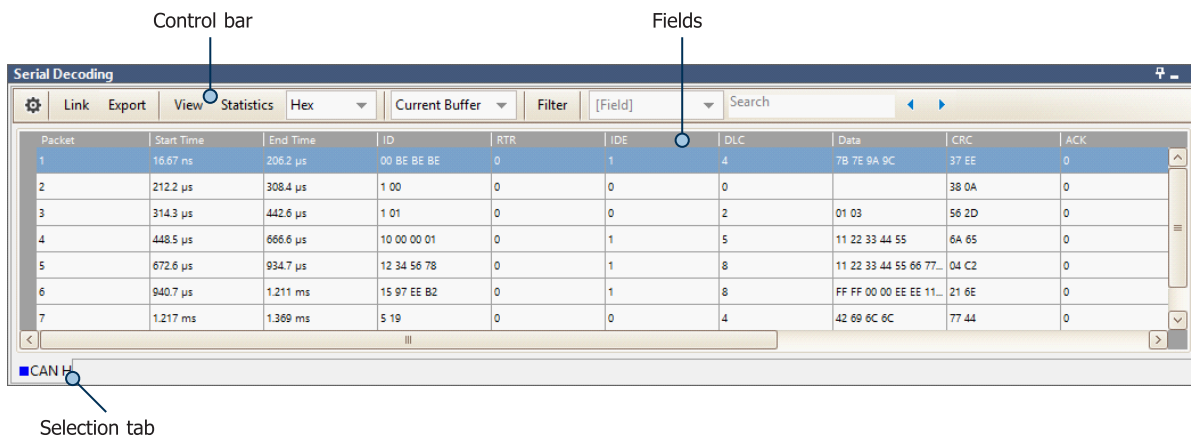 Control bar Fields
Serial Decoding
Link Export View Statistics Hex Current Buffer Filter [Field] Search
Packet Start Time End Time ID RTR IDE DLC Data CRC ACK
1 16.67 ns 206.2 µs 00 BE BE BE 0 1 4 7B 7E 9A 9C 37 EE 0
2 212.2 µs 308.4 µs 1 00 0 0 0 38 0A 0
3 314.3 µs 442.6 µs 1 01 0 0 2 01 03 56 2D 0
4 448.5 µs 666.6 µs 10 00 00 01 0 1 5 11 22 33 44 55 6A 65 0
5 672.6 µs 934.7 µs 12 34 56 78 0 1 8 11 22 33 44 55 66 77... 04 C2 0
6 940.7 µs 1.211 ms 15 97 EE B2 0 1 8 FF FF 00 00 EE EE 11... 21 6E 0
7 1.217 ms 1.369 ms 5 19 0 0 4 42 69 6C 6C 77 44 0
CAN H
Selection tab